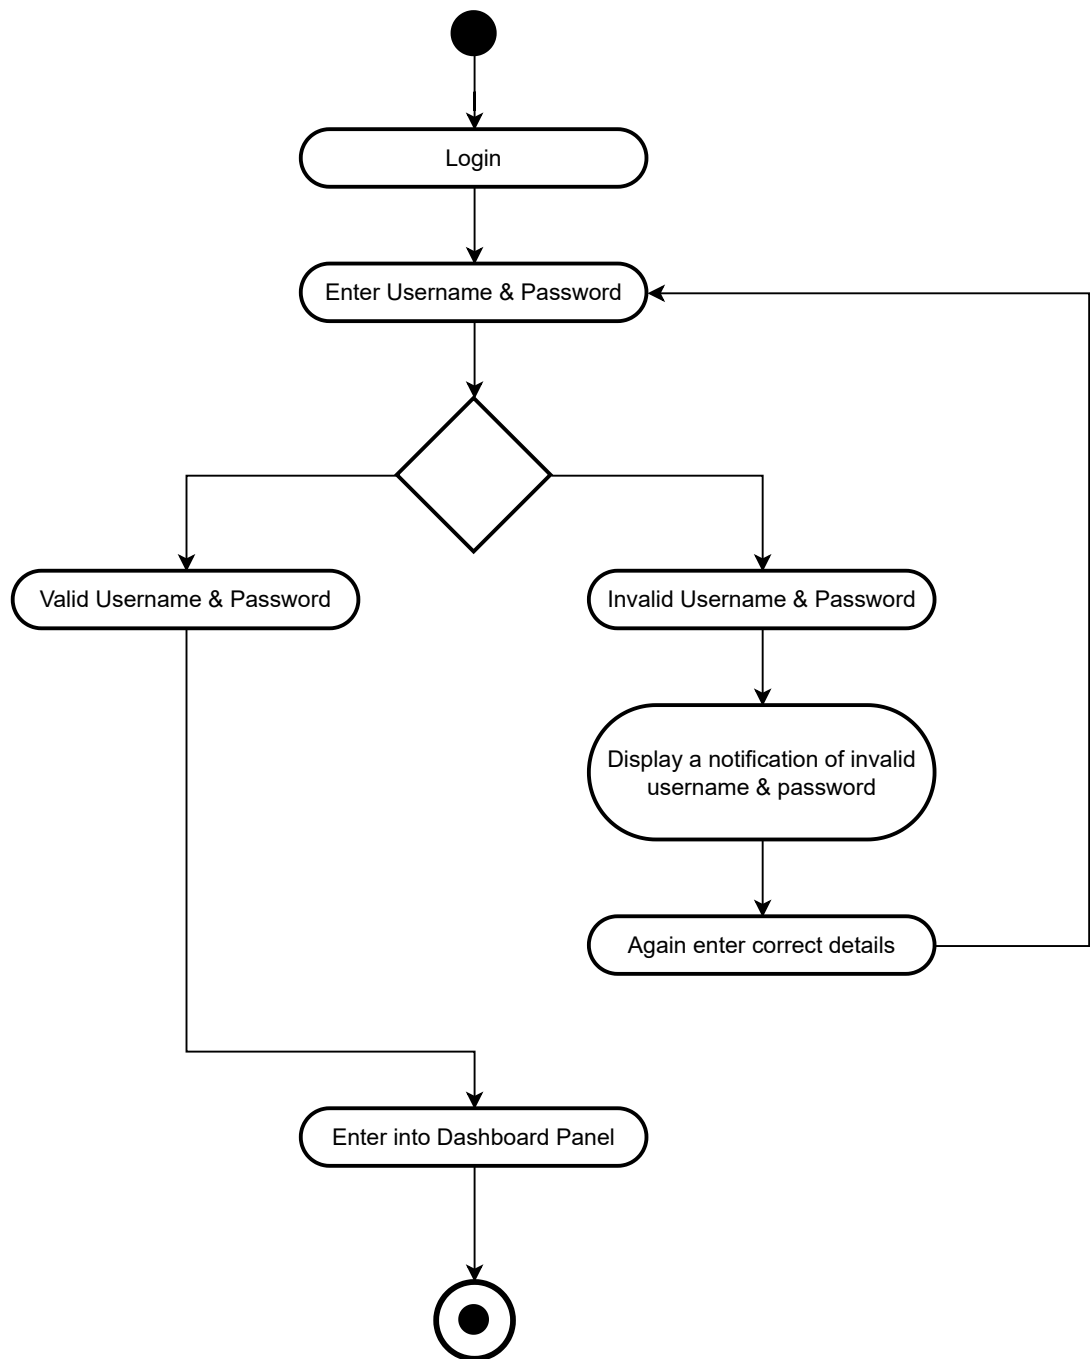 Login
Enter Username & Password
Valid Username & Password
Invalid Username & Password
Display a notification of invalid
username & password
Again enter correct details
Enter into Dashboard Panel